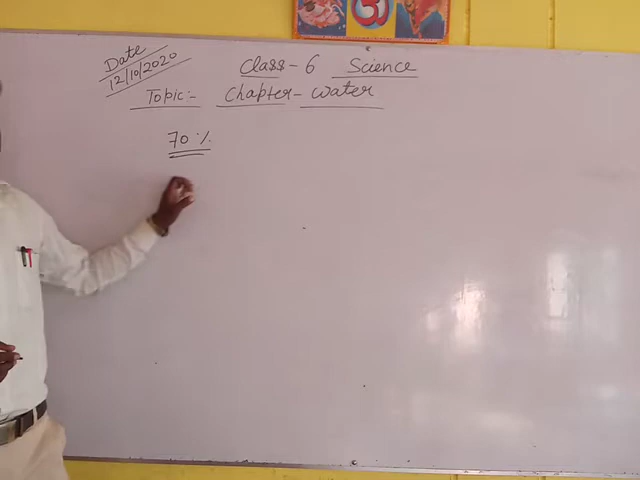 Date
12/10/2020
Class - 6 Science
Topic:- Chapter - Water
70%
ॐ